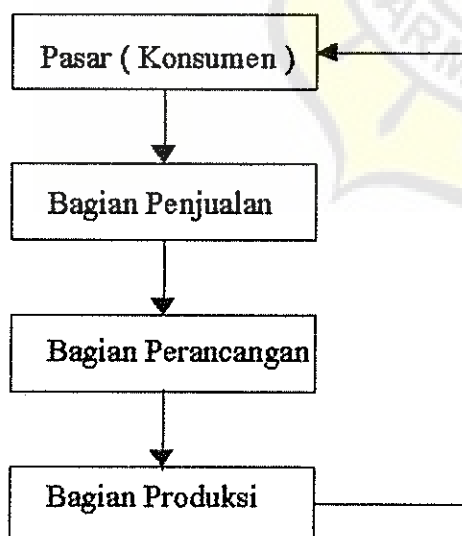 Pasar ( Konsumen )
Bagian Penjualan
Bagian Perancangan
Bagian Produksi